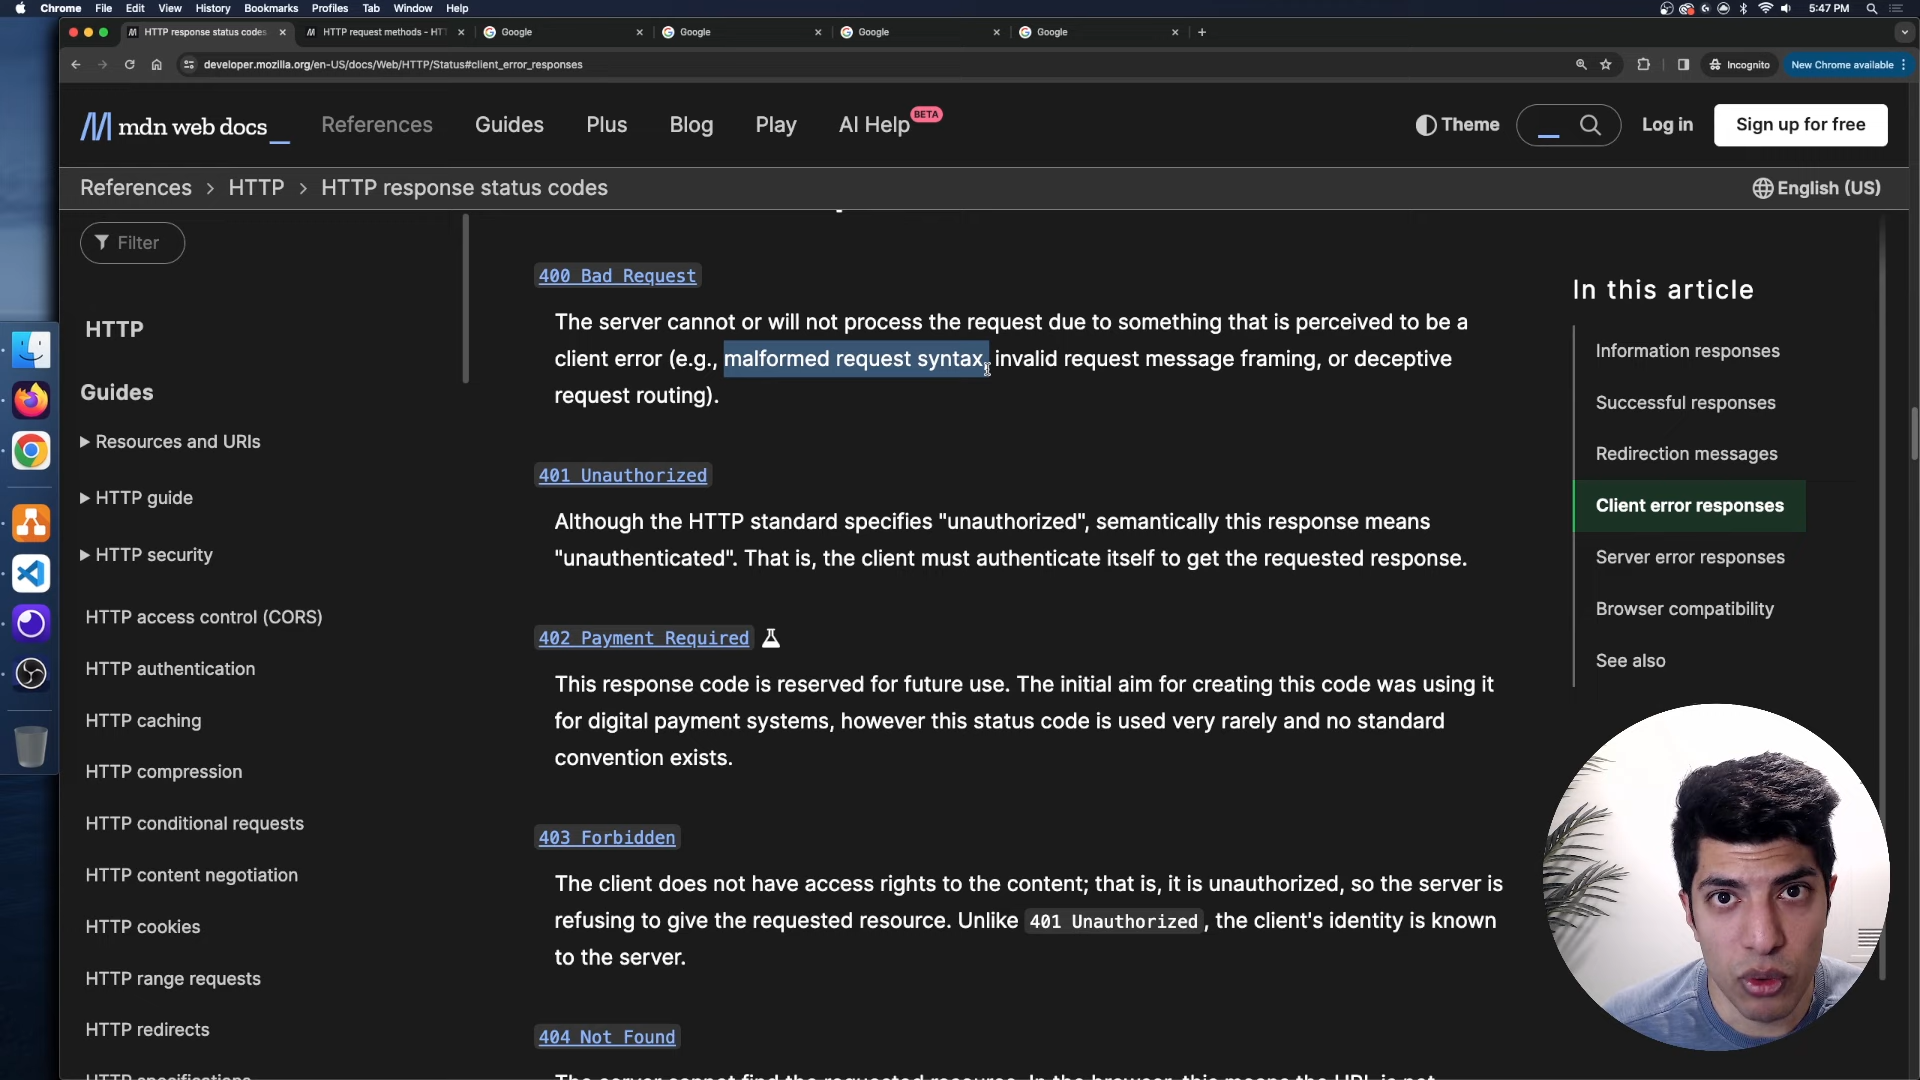 Chrome File Edit View History Bookmarks Profiles Tab Window Help 5:47 PM
HTTP response status codes HTTP request methods - HT Google Google Google Google
developer.mozilla.org/en-US/docs/Web/HTTP/Status#client_error_responses Incognito New Chrome available
mdn web docs_ References Guides Plus Blog Play AI Help BETA Theme Log in Sign up for free
References > HTTP > HTTP response status codes English (US)
Filter
HTTP
Guides
Resources and URIs
HTTP guide
HTTP security
HTTP access control (CORS)
HTTP authentication
HTTP caching
HTTP compression
HTTP conditional requests
HTTP content negotiation
HTTP cookies
HTTP range requests
HTTP redirects
HTTP specifications
400 Bad Request
The server cannot or will not process the request due to something that is perceived to be a
client error (e.g., malformed request syntax, invalid request message framing, or deceptive
request routing).
401 Unauthorized
Although the HTTP standard specifies "unauthorized", semantically this response means
"unauthenticated". That is, the client must authenticate itself to get the requested response.
402 Payment Required
This response code is reserved for future use. The initial aim for creating this code was using it
for digital payment systems, however this status code is used very rarely and no standard
convention exists.
403 Forbidden
The client does not have access rights to the content; that is, it is unauthorized, so the server is
refusing to give the requested resource. Unlike 401 Unauthorized, the client's identity is known
to the server.
404 Not Found
The server cannot find the requested resource. In the browser, this means the URL is not
In this article
Information responses
Successful responses
Redirection messages
Client error responses
Server error responses
Browser compatibility
See also